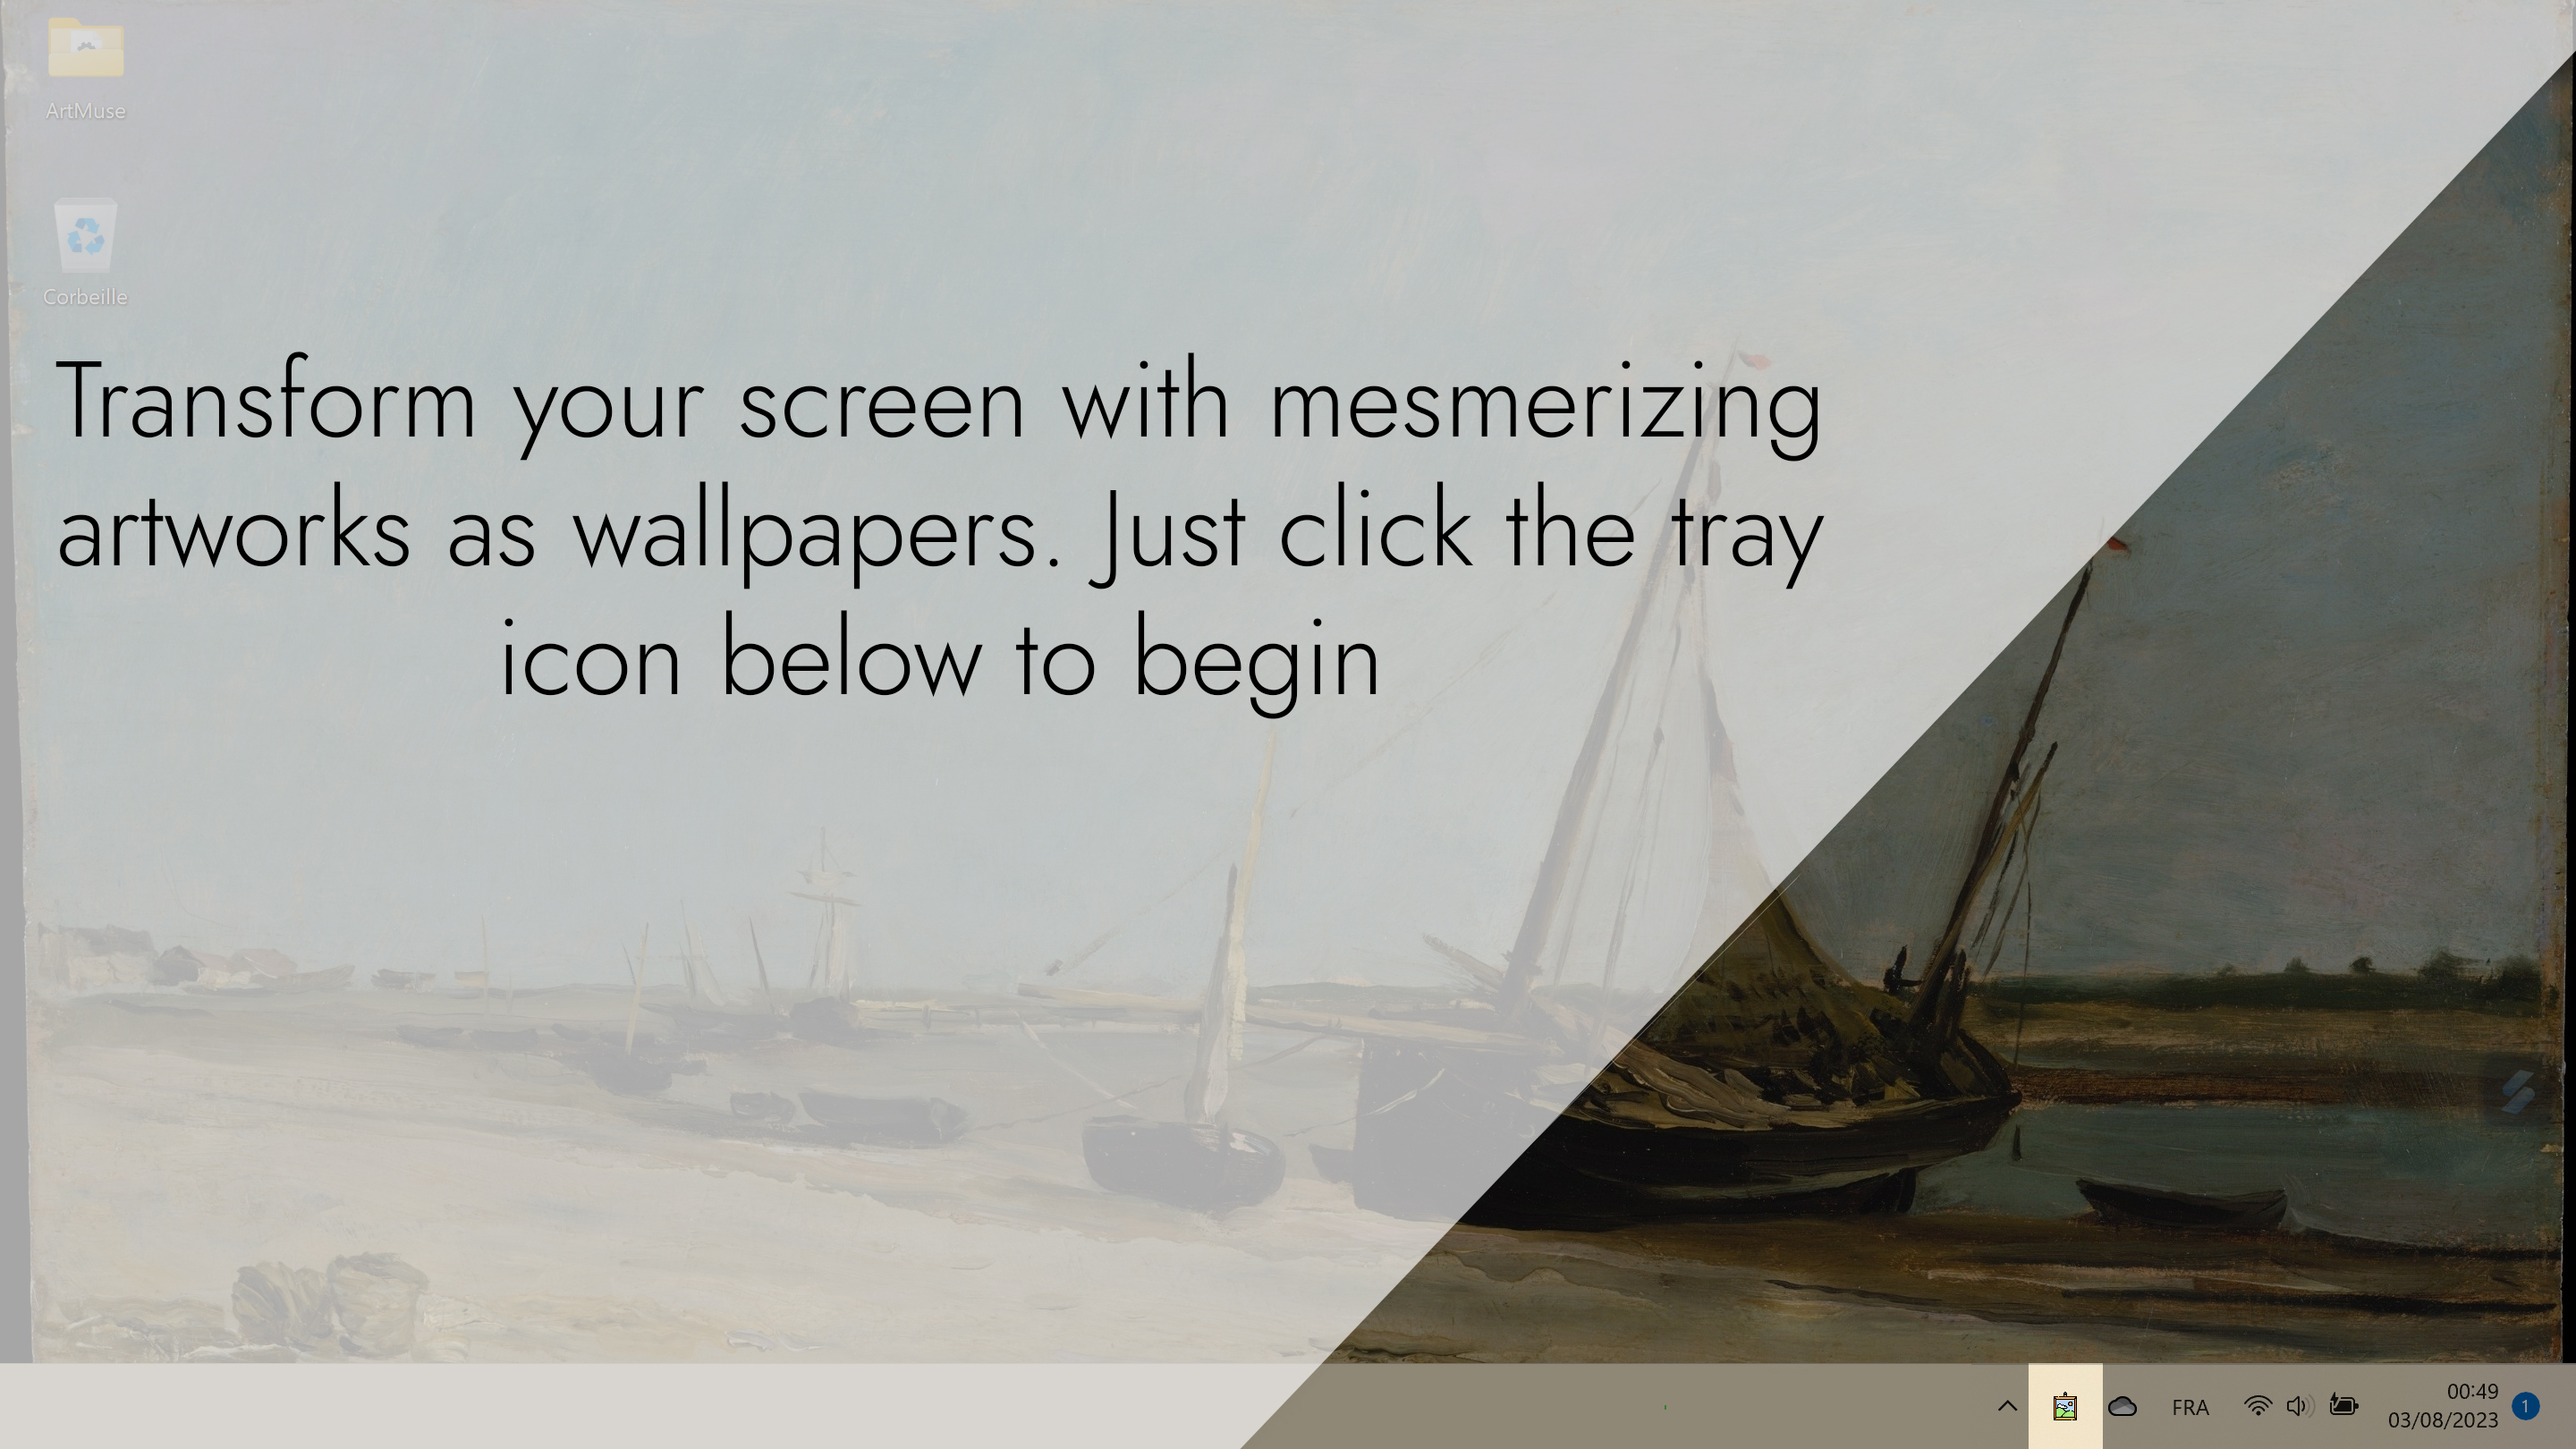 ArtMuse
Corbeille
Transform your screen with mesmerizing
artworks as wallpapers. Just click the tray
icon below to begin
FRA
00:49
03/08/2023
1